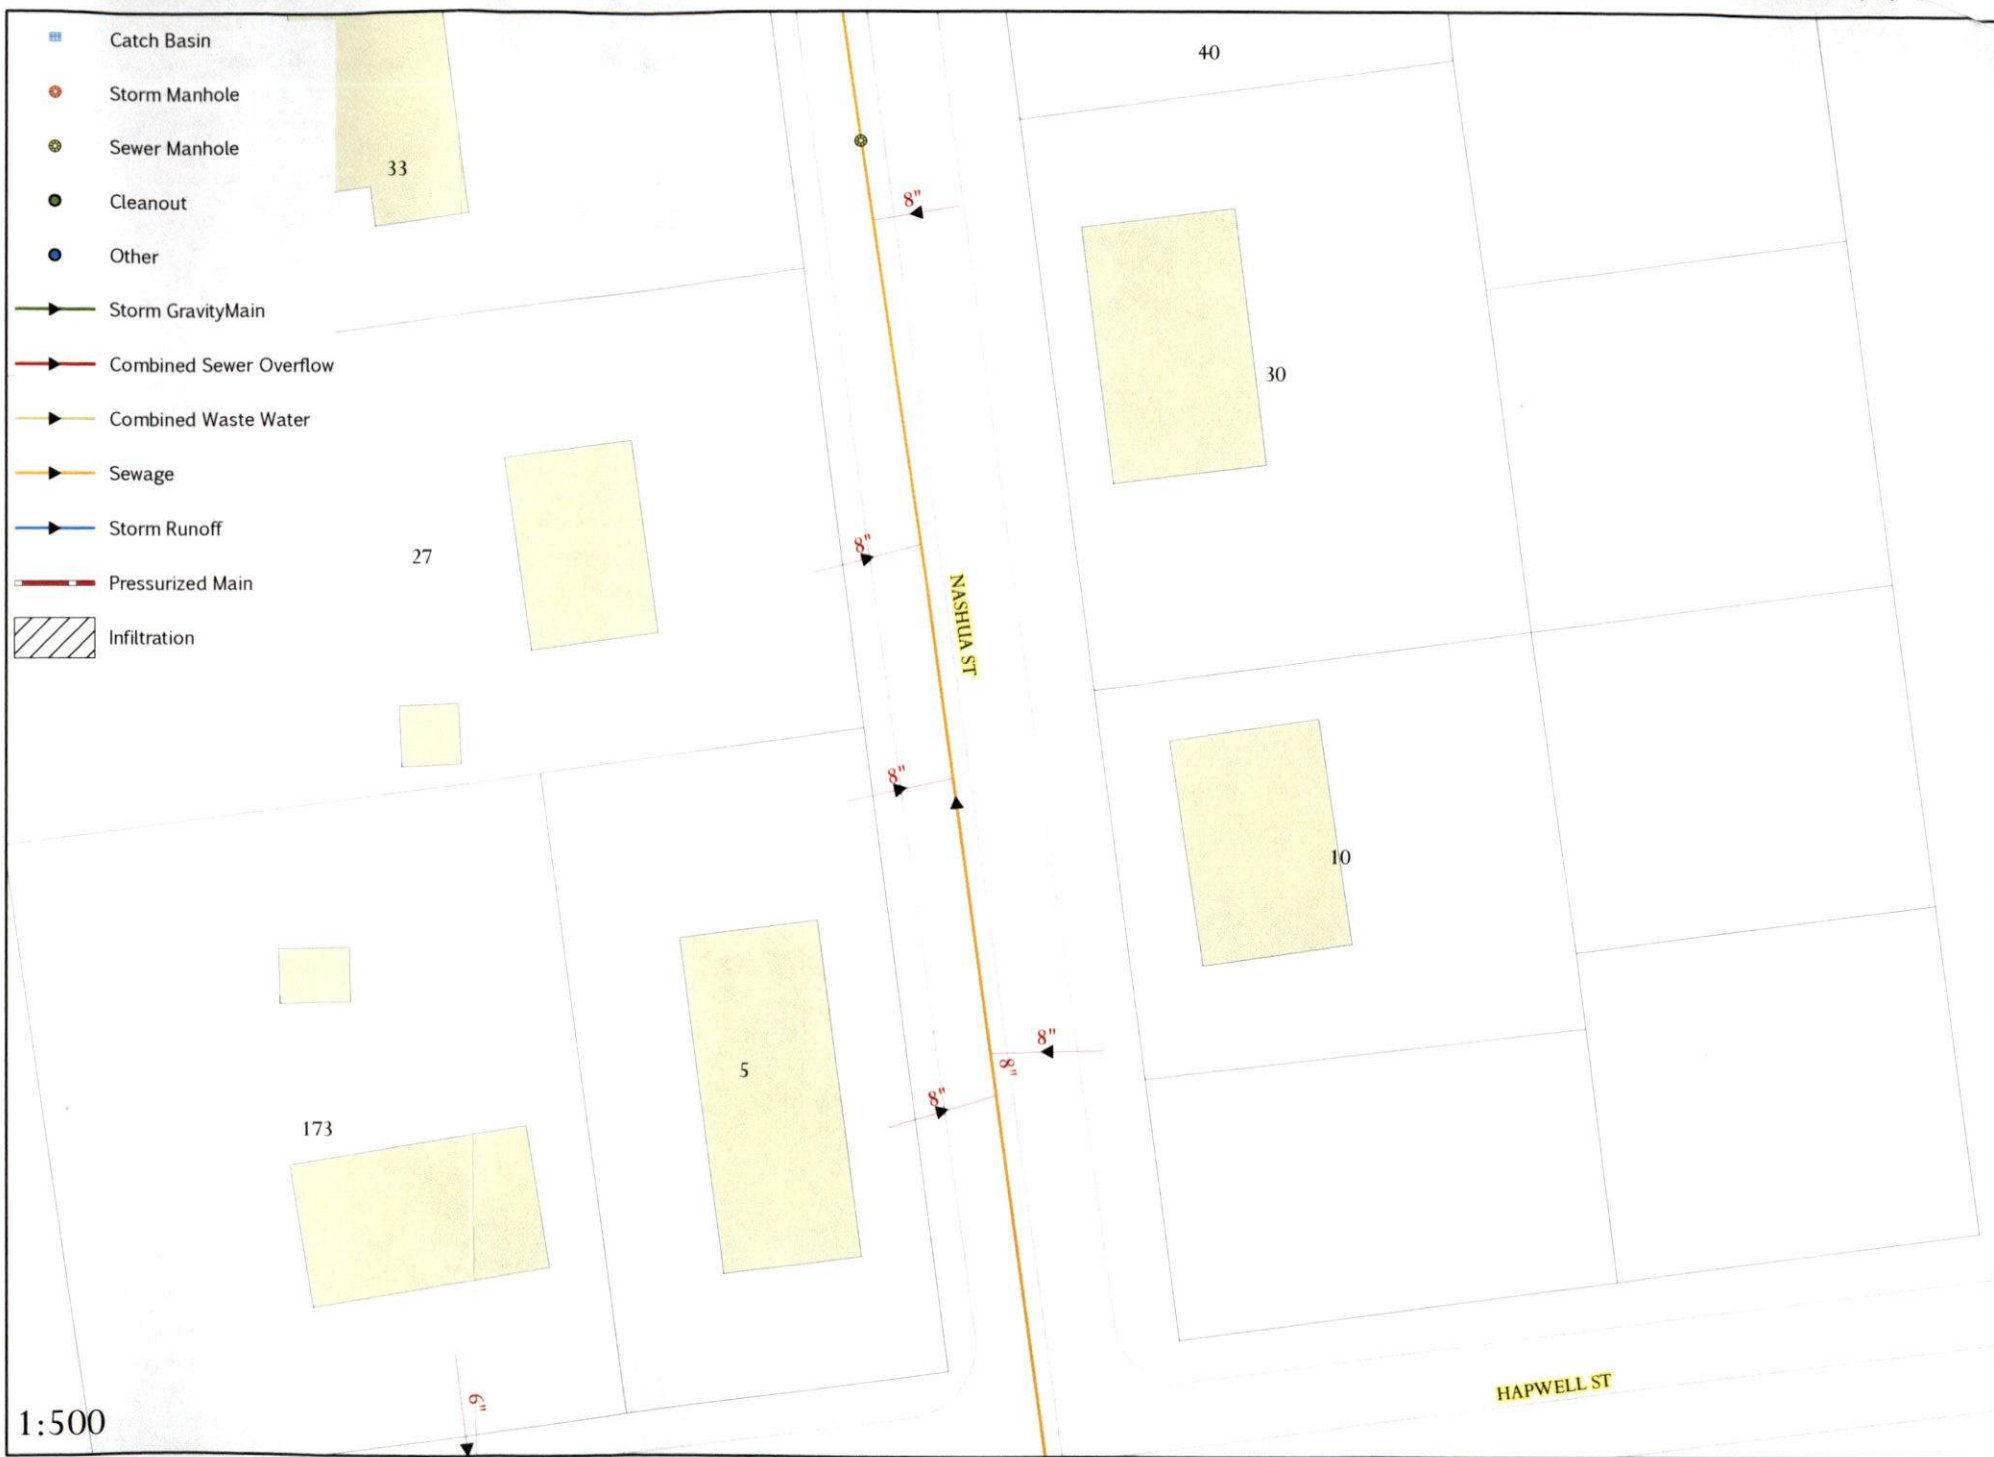 Catch Basin
Storm Manhole
Sewer Manhole
Cleanout
Other
Storm GravityMain
Combined Sewer Overflow
Combined Waste Water
Sewage
Storm Runoff
Pressurized Main
Infiltration
33
40
8"
30
27
8"
NASHUA ST
8"
10
8"
8"
5
8"
173
6"
HAPWELL ST
1:500